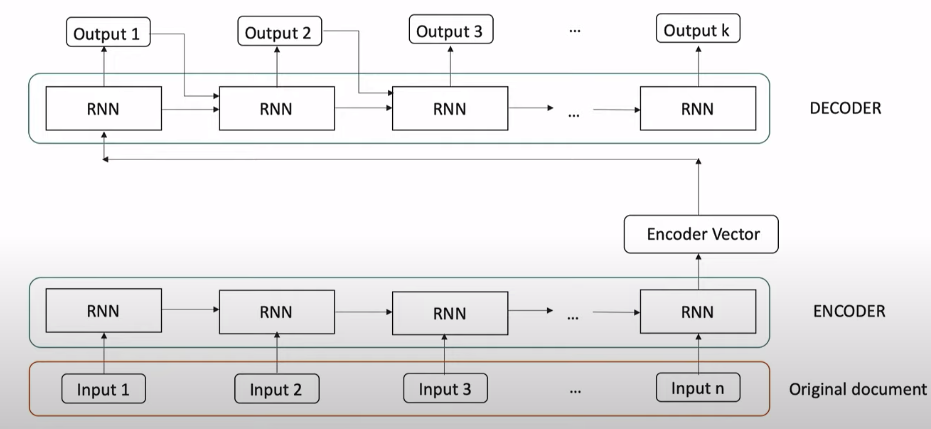 Output 1 Output 2 Output 3 ... Output k
RNN RNN RNN ... RNN DECODER
Encoder Vector
RNN RNN RNN ... RNN ENCODER
Input 1 Input 2 Input 3 ... Input n Original document